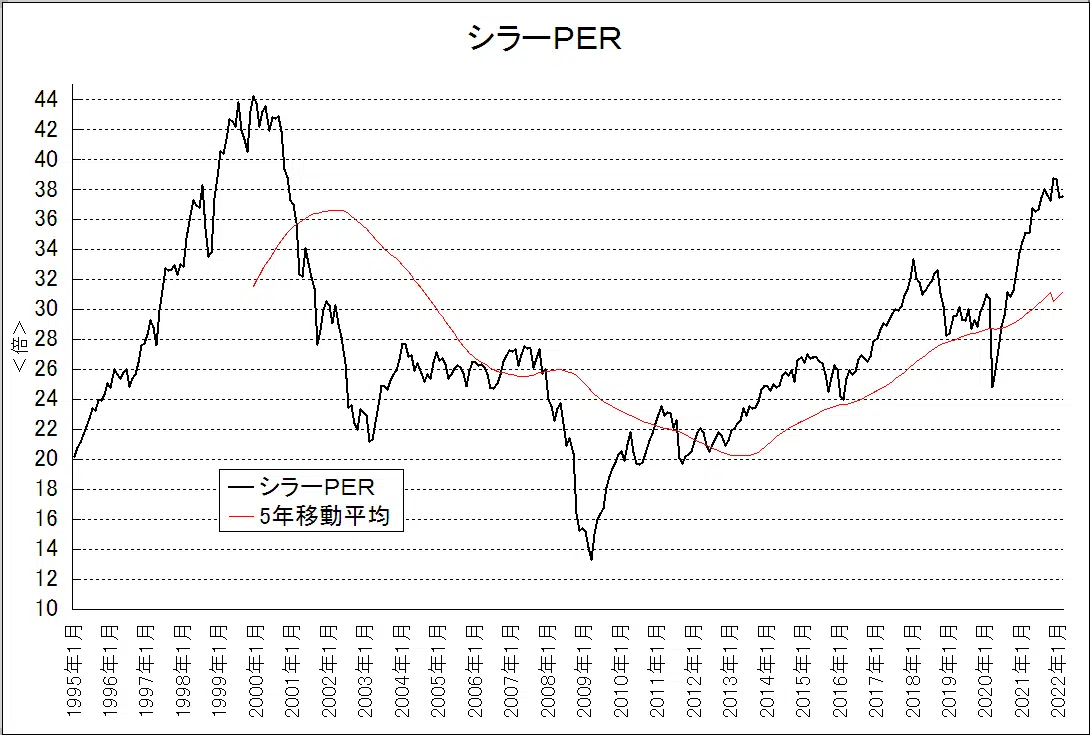 シラーPER
44
42
40
38
36
34
32
30
28
26
24
22
20
18
16
14
12
10
<倍>
シラーPER
5年移動平均
1995年1月
1996年1月
1997年1月
1998年1月
1999年1月
2000年1月
2001年1月
2002年1月
2003年1月
2004年1月
2005年1月
2006年1月
2007年1月
2008年1月
2009年1月
2010年1月
2011年1月
2012年1月
2013年1月
2014年1月
2015年1月
2016年1月
2017年1月
2018年1月
2019年1月
2020年1月
2021年1月
2022年1月